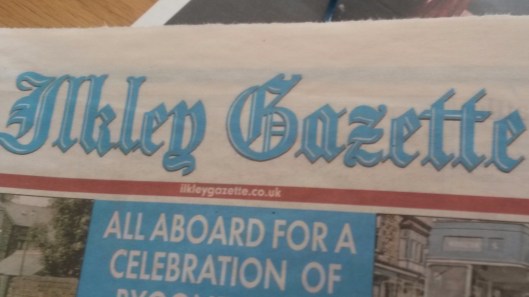 Ilkley Gazette
ilkleygazette.co.uk
ALL ABOARD FOR A
CELEBRATION OF